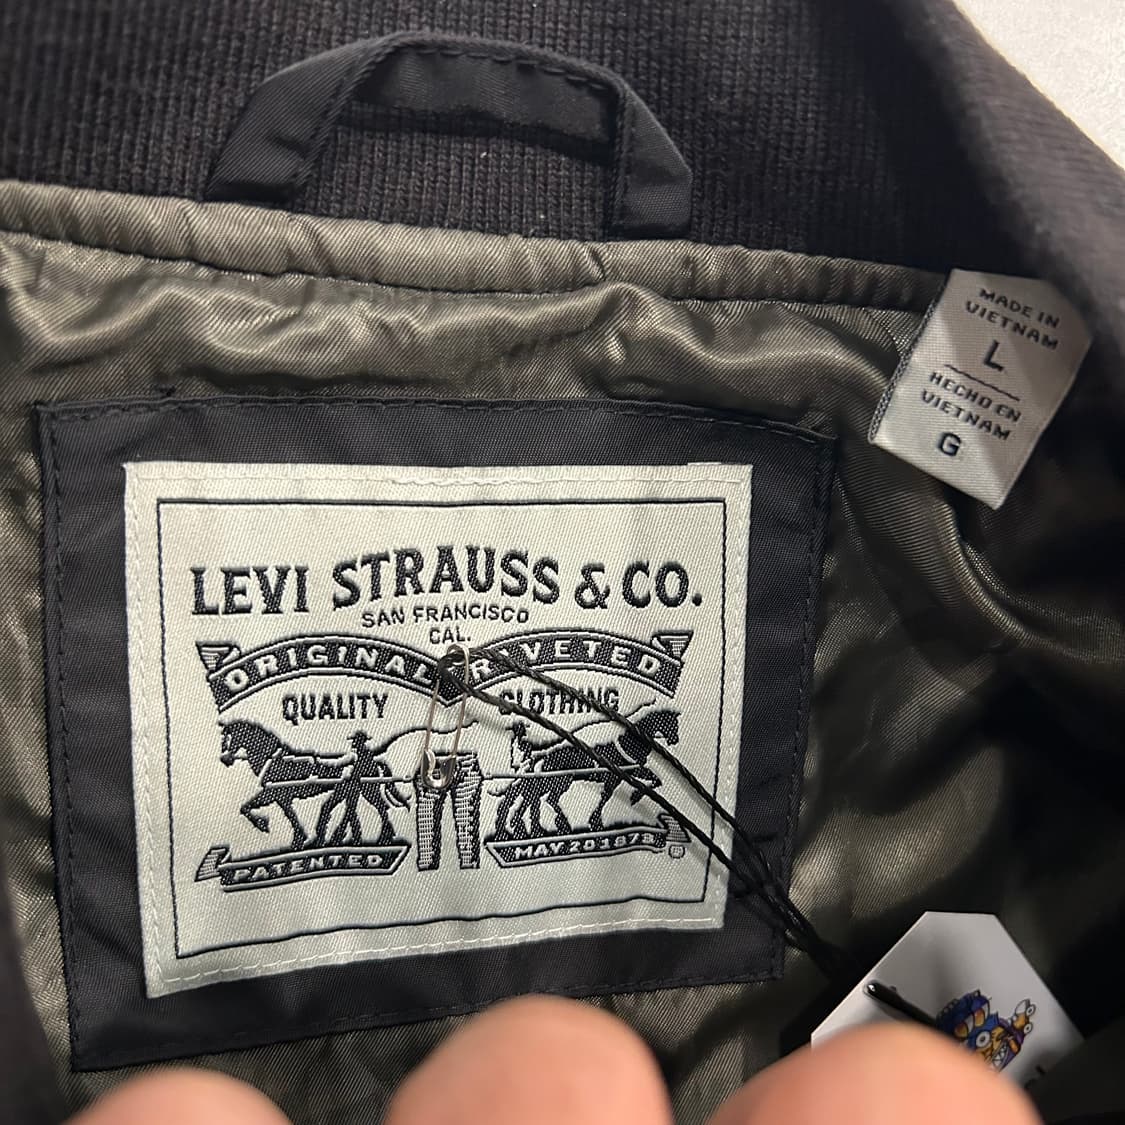 MADE IN
VIETNAM
L
HECHO EN
VIETNAM
G
LEVI STRAUSS & CO.
SAN FRANCISCO
CAL.
ORIGINAL RIVETED
QUALITY CLOTHING
PATENTED MAY 20 1873 ®